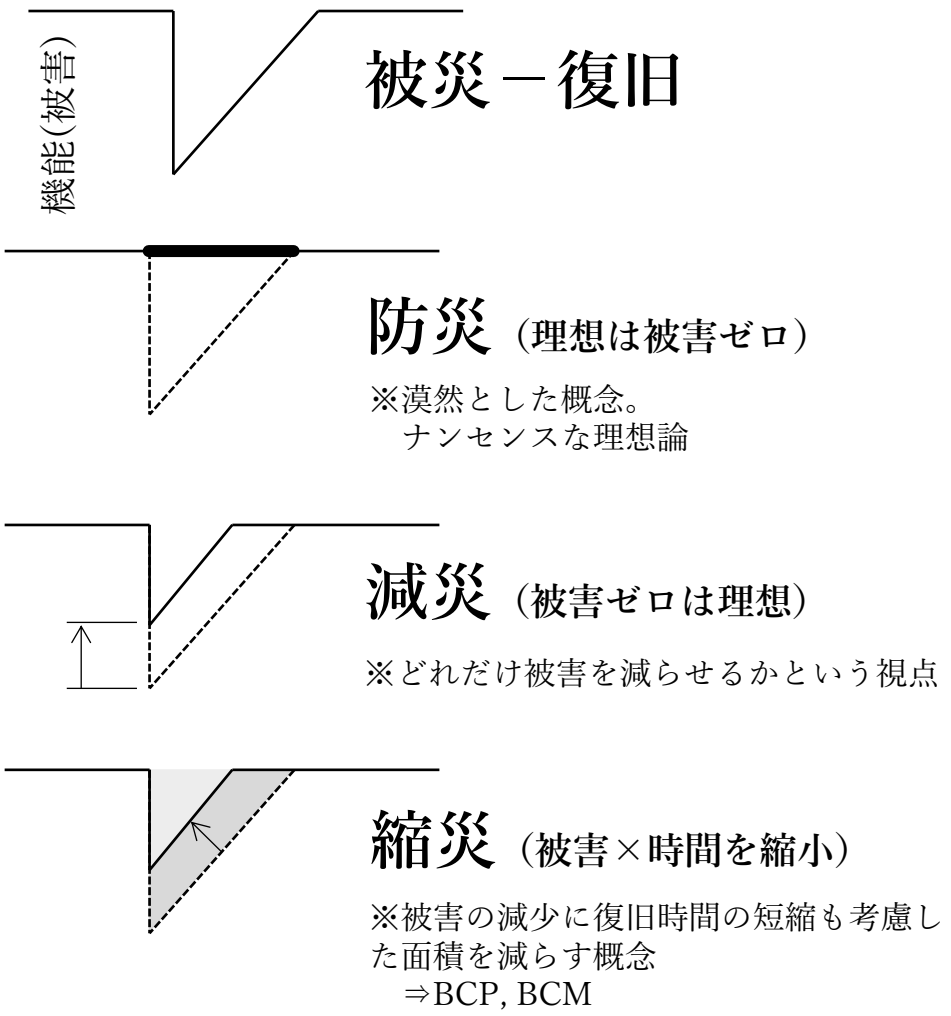 機能(被害)
被災－復旧
防災（理想は被害ゼロ）
※漠然とした概念。
ナンセンスな理想論
減災（被害ゼロは理想）
※どれだけ被害を減らせるかという視点
縮災（被害×時間を縮小）
※被害の減少に復旧時間の短縮も考慮し
た面積を減らす概念
⇒BCP, BCM